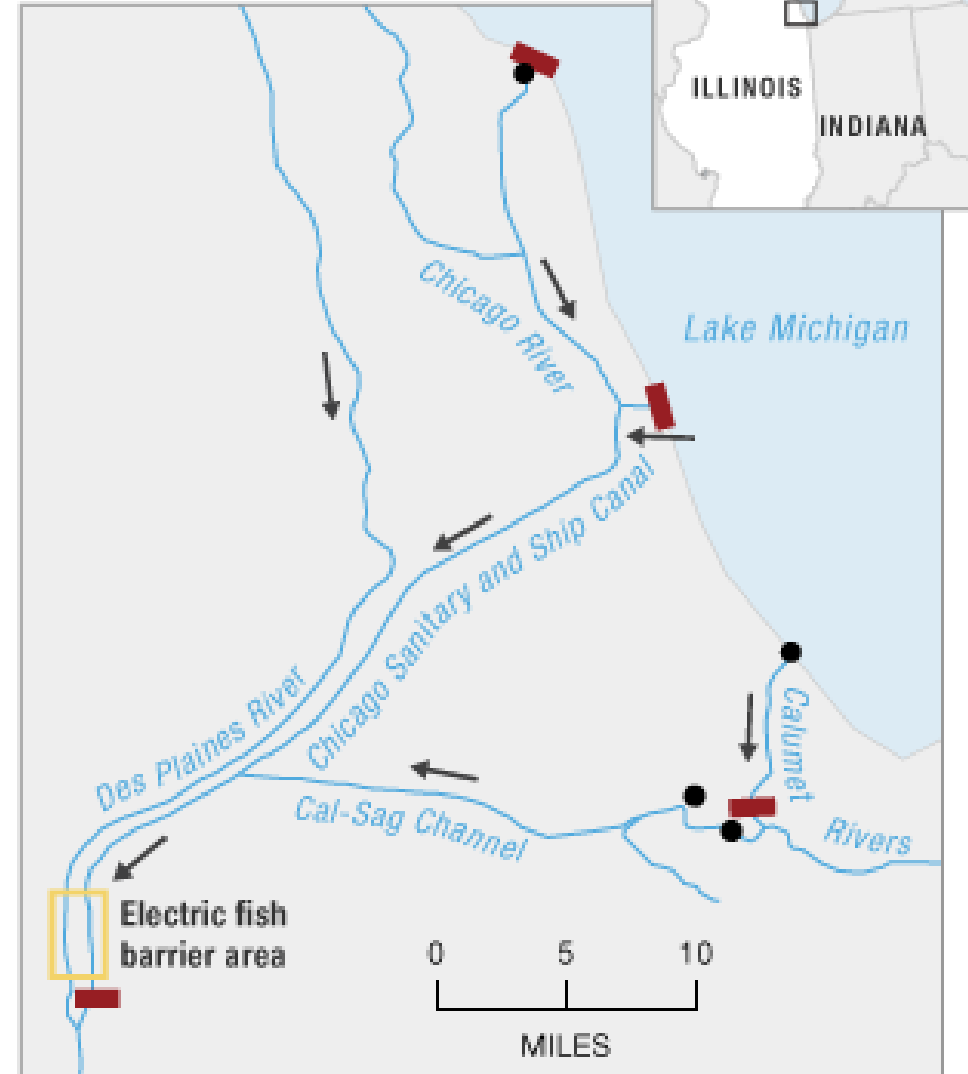 ILLINOIS
INDIANA
Chicago River
Lake Michigan
Chicago Sanitary and Ship Canal
Des Plaines River
Calumet
Cal-Sag Channel
Rivers
Electric fish
barrier area
0 5 10
MILES